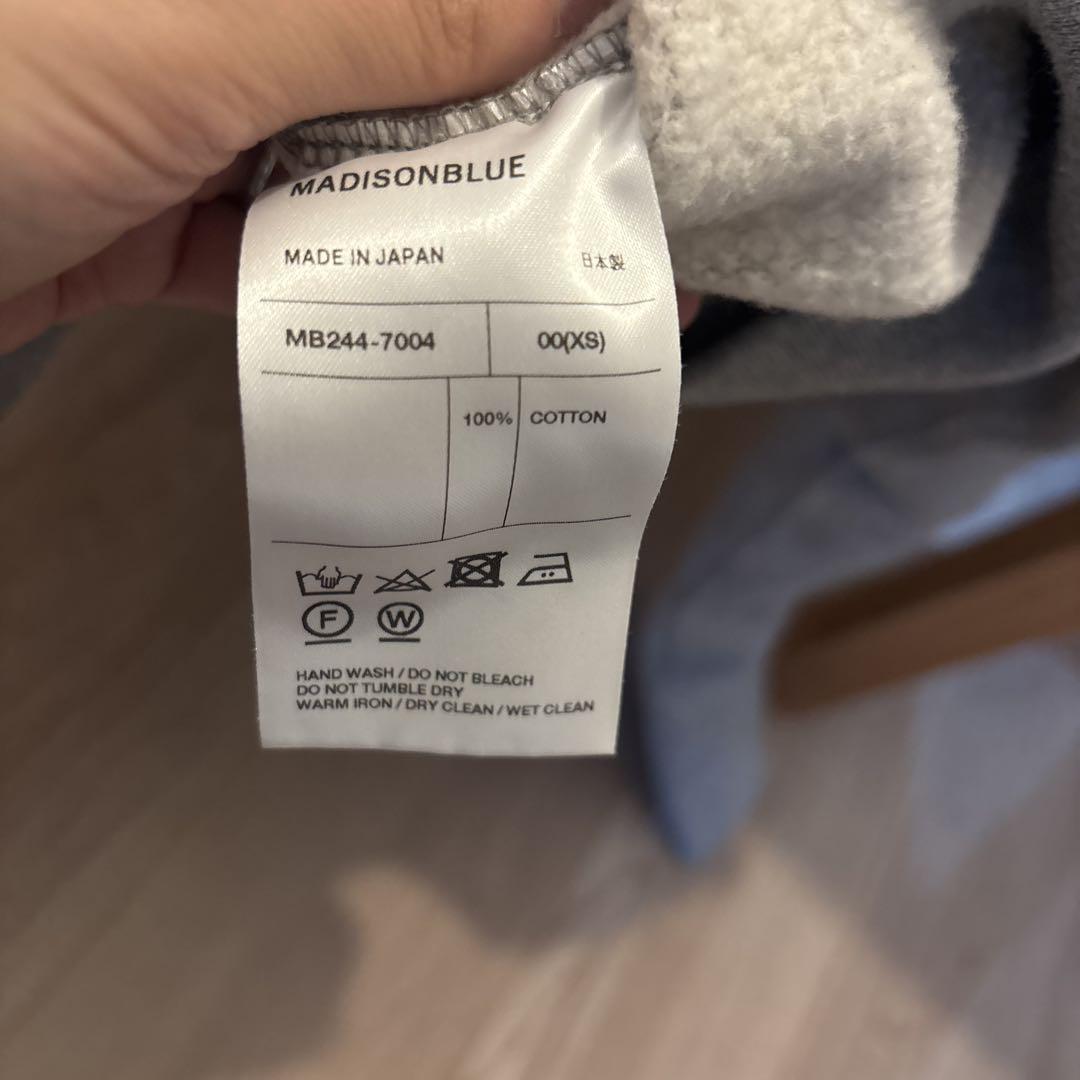 MADISONBLUE
MADE IN JAPAN 日本製
MB244-7004 00(XS)
100% COTTON
F W
HAND WASH / DO NOT BLEACH
DO NOT TUMBLE DRY
WARM IRON / DRY CLEAN / WET CLEAN